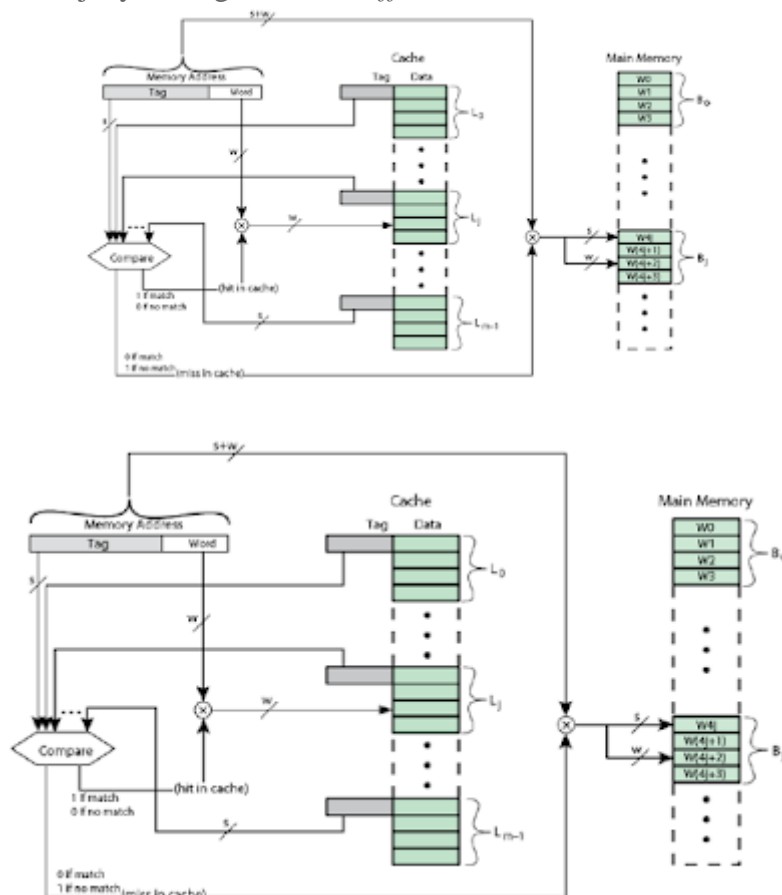 s+w
Cache
Main Memory
Memory Address
Tag Data
Tag Word
W0
W1
W2
W3
B0
L0
s
w
w
Lj
s
w
W4j
W(4j+1)
W(4j+2)
W(4j+3)
Bj
Compare
(hit in cache)
1 if match
0 if no match
s
Lm-1
0 if match
1 if no match
(miss in cache)
s+w
Cache
Main Memory
Memory Address
Tag Data
Tag Word
W0
W1
W2
W3
B
L0
s
w
w
Lj
s
w
W4j
W(4j+1)
W(4j+2)
W(4j+3)
B
Compare
(hit in cache)
1 if match
0 if no match
s
Lm-1
0 if match
1 if no match
(miss in cache)